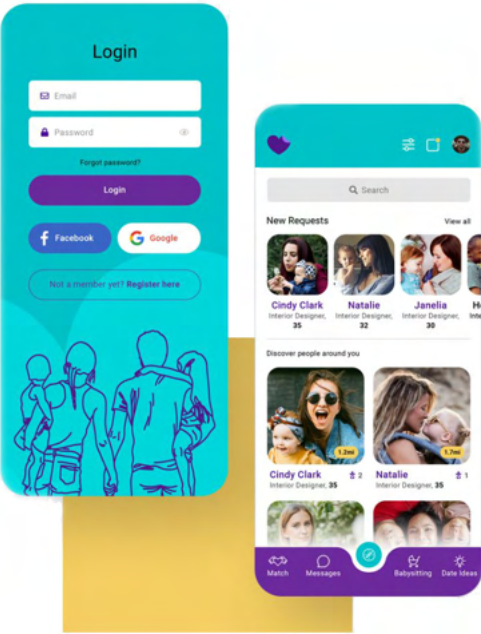 Login
Email
Password
Forgot password?
Login
Facebook
Google
Not a member yet? Register here
Search
New Requests
View all
Cindy Clark
Interior Designer,
35
Natalie
Interior Designer,
32
Janelia
Interior Designer,
30
Discover people around you
1.2mi
1.7mi
Cindy Clark
2
Interior Designer, 35
Natalie
1
Interior Designer, 35
Match
Messages
Babysitting
Date Ideas